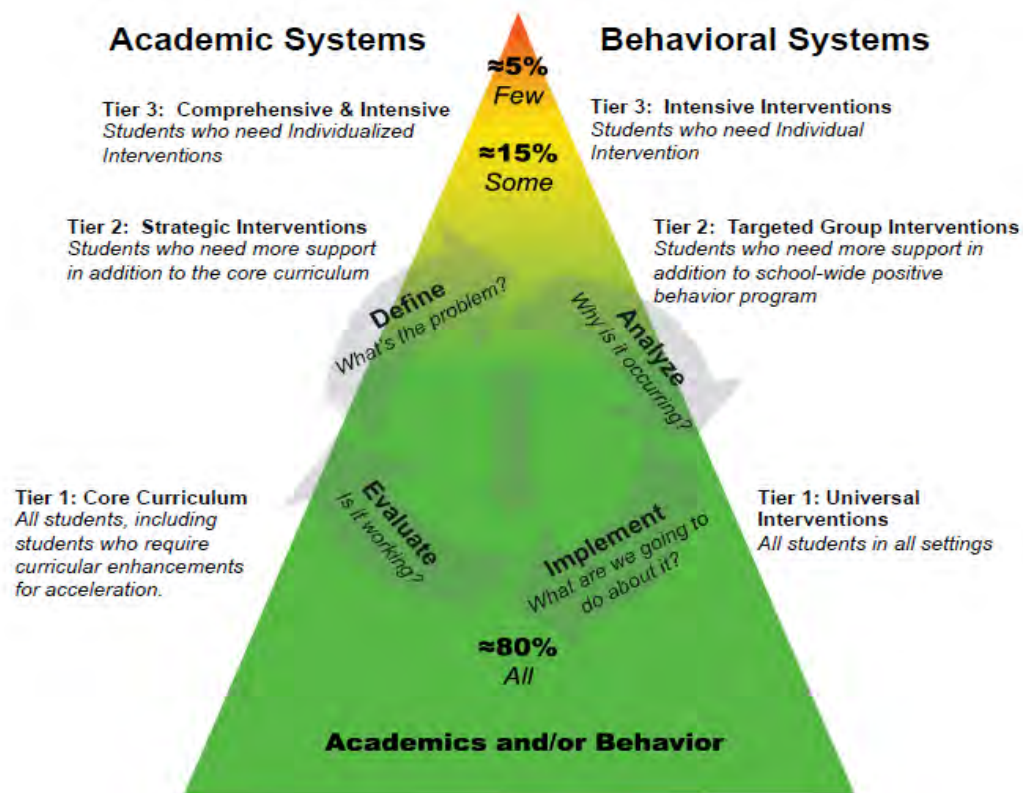 Academic Systems
Behavioral Systems
≈5%
Few
Tier 3: Comprehensive & Intensive
Students who need Individualized
Interventions
Tier 3: Intensive Interventions
Students who need Individual
Intervention
≈15%
Some
Tier 2: Strategic Interventions
Students who need more support
in addition to the core curriculum
Tier 2: Targeted Group Interventions
Students who need more support in
addition to school-wide positive
behavior program
Define
What's the problem?
Analyze
Why is it occurring?
Tier 1: Core Curriculum
All students, including
students who require
curricular enhancements
for acceleration.
Evaluate
Is it working?
Implement
What are we going to
do about it?
Tier 1: Universal
Interventions
All students in all settings
≈80%
All
Academics and/or Behavior